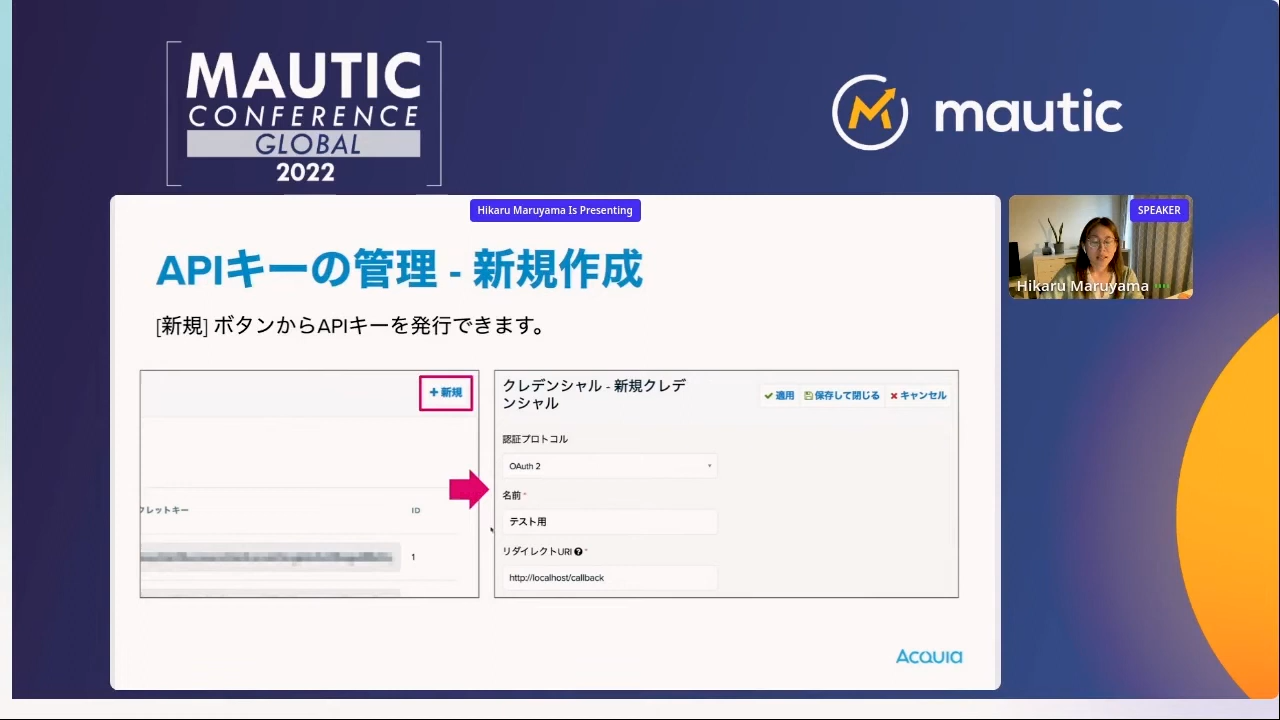 MAUTIC
CONFERENCE
GLOBAL
2022
mautic
Hikaru Maruyama Is Presenting
SPEAKER
Hikaru Maruyama
APIキーの管理 - 新規作成
[新規] ボタンからAPIキーを発行できます。
+ 新規
クレットキー
ID
1
クレデンシャル - 新規クレデ
ンシャル
適用
保存して閉じる
キャンセル
認証プロトコル
OAuth 2
名前 *
テスト用
リダイレクトURI *
http://localhost/callback
Acquia